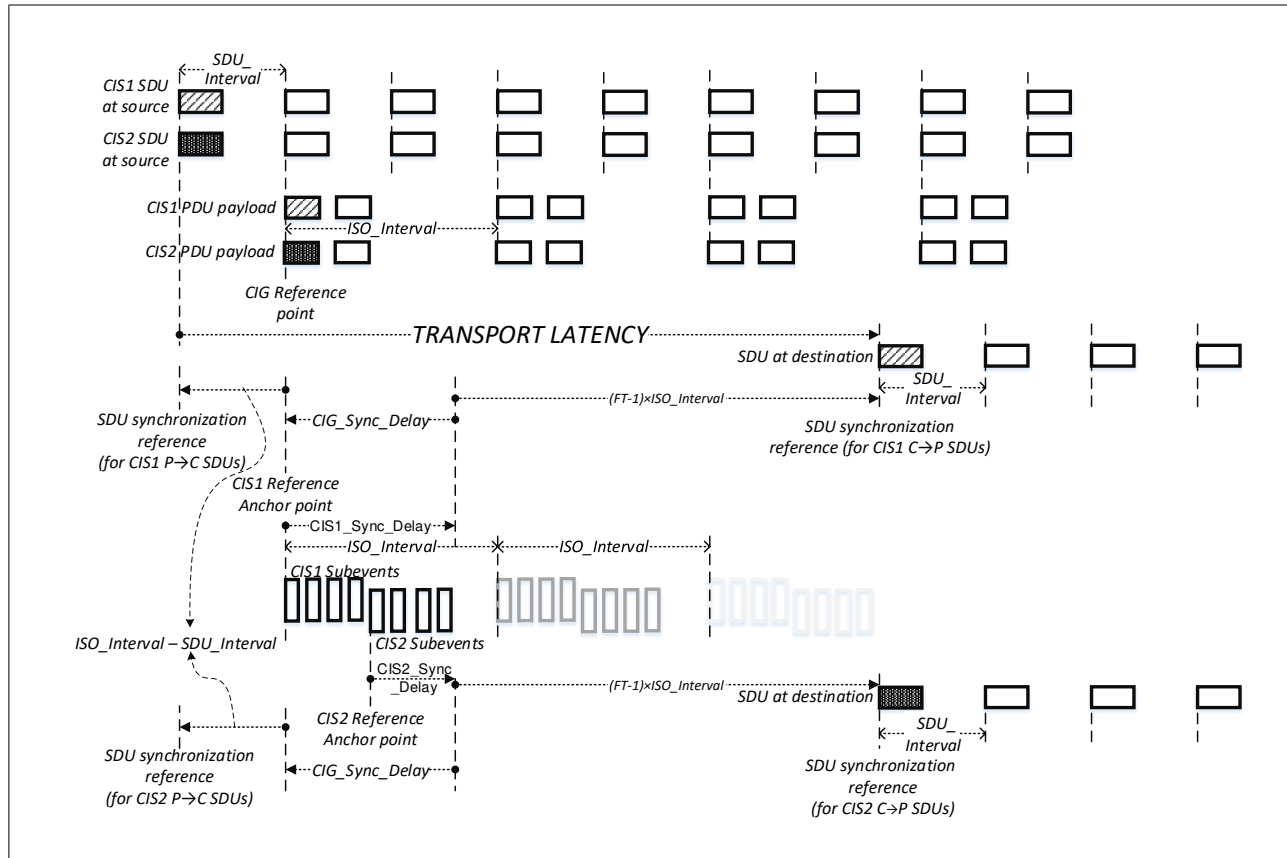 SDU_
Interval
CIS1 SDU
at source
CIS2 SDU
at source
CIS1 PDU payload
ISO_Interval
CIS2 PDU payload
CIG Reference
point
TRANSPORT LATENCY
SDU at destination
SDU_
Interval
(FT-1)×ISO_Interval
CIG_Sync_Delay
SDU synchronization
reference
(for CIS1 P→C SDUs)
SDU synchronization
reference (for CIS1 C→P SDUs)
CIS1 Reference
Anchor point
CIS1_Sync_Delay
ISO_Interval
ISO_Interval
CIS1 Subevents
CIS2 Subevents
ISO_Interval – SDU_Interval
CIS2_Sync
_Delay
(FT-1)×ISO_Interval
SDU at destination
CIS2 Reference
Anchor point
SDU_
Interval
SDU synchronization
reference
(for CIS2 P→C SDUs)
CIG_Sync_Delay
SDU synchronization
reference
(for CIS2 C→P SDUs)